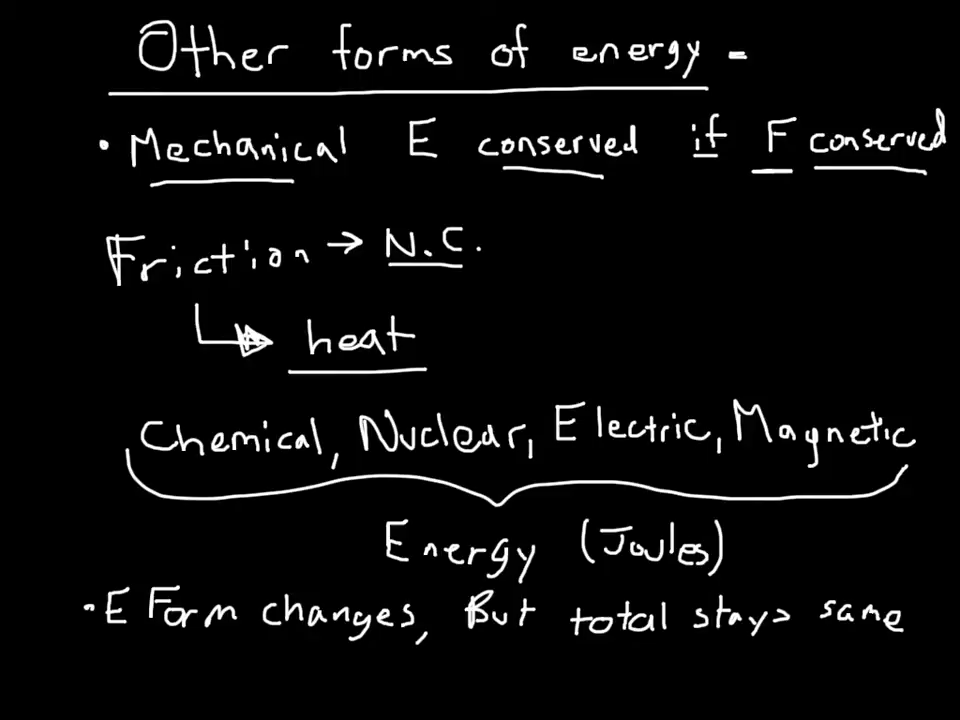 Other forms of energy -
• Mechanical E conserved if F conserved
Friction → N.C.
heat
Chemical, Nuclear, Electric, Magnetic
Energy (Joules)
• E Form changes, But total stays same